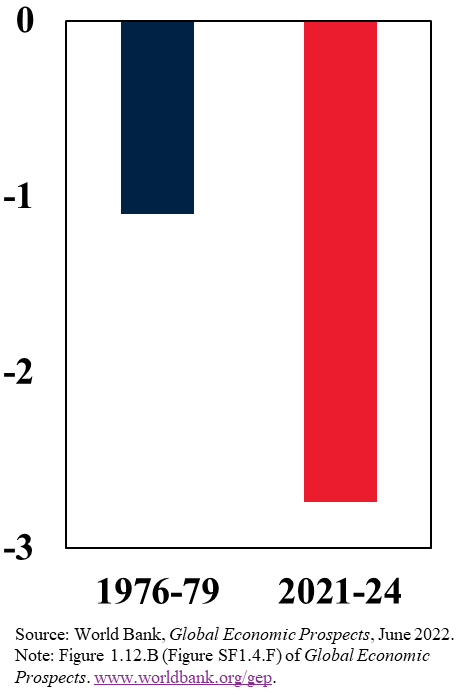 0
-1
-2
-3
1976-79 2021-24
Source: World Bank, Global Economic Prospects, June 2022.
Note: Figure 1.12.B (Figure SF1.4.F) of Global Economic
Prospects. www.worldbank.org/gep.